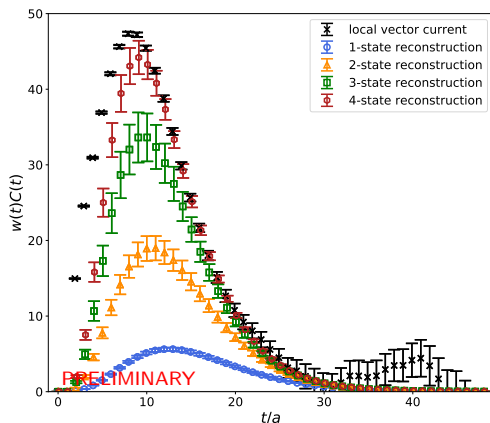 50
40
30
20
10
0
w(t)C(t)
local vector current
1-state reconstruction
2-state reconstruction
3-state reconstruction
4-state reconstruction
PRELIMINARY
0 10 20 30 40
t/a